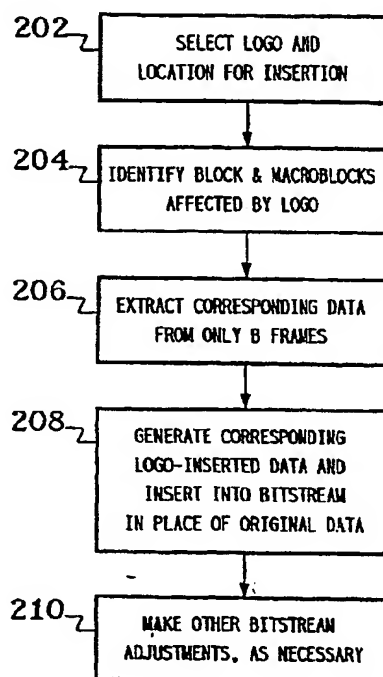 202
SELECT LOGO AND
LOCATION FOR INSERTION
204
IDENTIFY BLOCK & MACROBLOCKS
AFFECTED BY LOGO
206
EXTRACT CORRESPONDING DATA
FROM ONLY B FRAMES
208
GENERATE CORRESPONDING
LOGO-INSERTED DATA AND
INSERT INTO BITSTREAM
IN PLACE OF ORIGINAL DATA
210
MAKE OTHER BITSTREAM
ADJUSTMENTS, AS NECESSARY